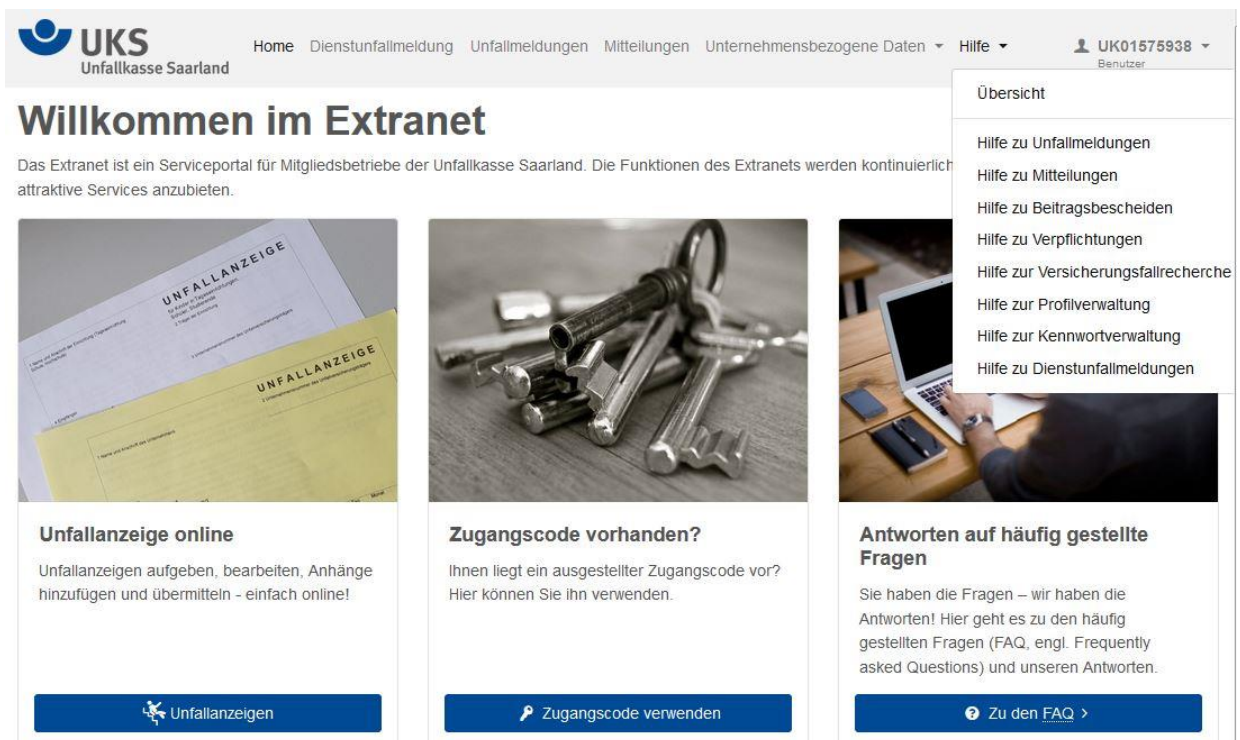 UKS
Unfallkasse Saarland
Home Dienstunfallmeldung Unfallmeldungen Mitteilungen Unternehmensbezogene Daten Hilfe
UK01575938
Benutzer
Übersicht
Hilfe zu Unfallmeldungen
Hilfe zu Mitteilungen
Hilfe zu Beitragsbescheiden
Hilfe zu Verpflichtungen
Hilfe zur Versicherungsfallrecherche
Hilfe zur Profilverwaltung
Hilfe zur Kennwortverwaltung
Hilfe zu Dienstunfallmeldungen
Willkommen im Extranet
Das Extranet ist ein Serviceportal für Mitgliedsbetriebe der Unfallkasse Saarland. Die Funktionen des Extranets werden kontinuierlich
attraktive Services anzubieten.
UNFALLANZEIGE
für Kinder in Tageseinrichtungen,
Schüler, Studierende
UNFALLANZEIGE
Unfallanzeige online
Unfallanzeigen aufgeben, bearbeiten, Anhänge
hinzufügen und übermitteln - einfach online!
Unfallanzeigen
Zugangscode vorhanden?
Ihnen liegt ein ausgestellter Zugangscode vor?
Hier können Sie ihn verwenden.
Zugangscode verwenden
Antworten auf häufig gestellte
Fragen
Sie haben die Fragen – wir haben die
Antworten! Hier geht es zu den häufig
gestellten Fragen (FAQ, engl. Frequently
asked Questions) und unseren Antworten.
Zu den FAQ >